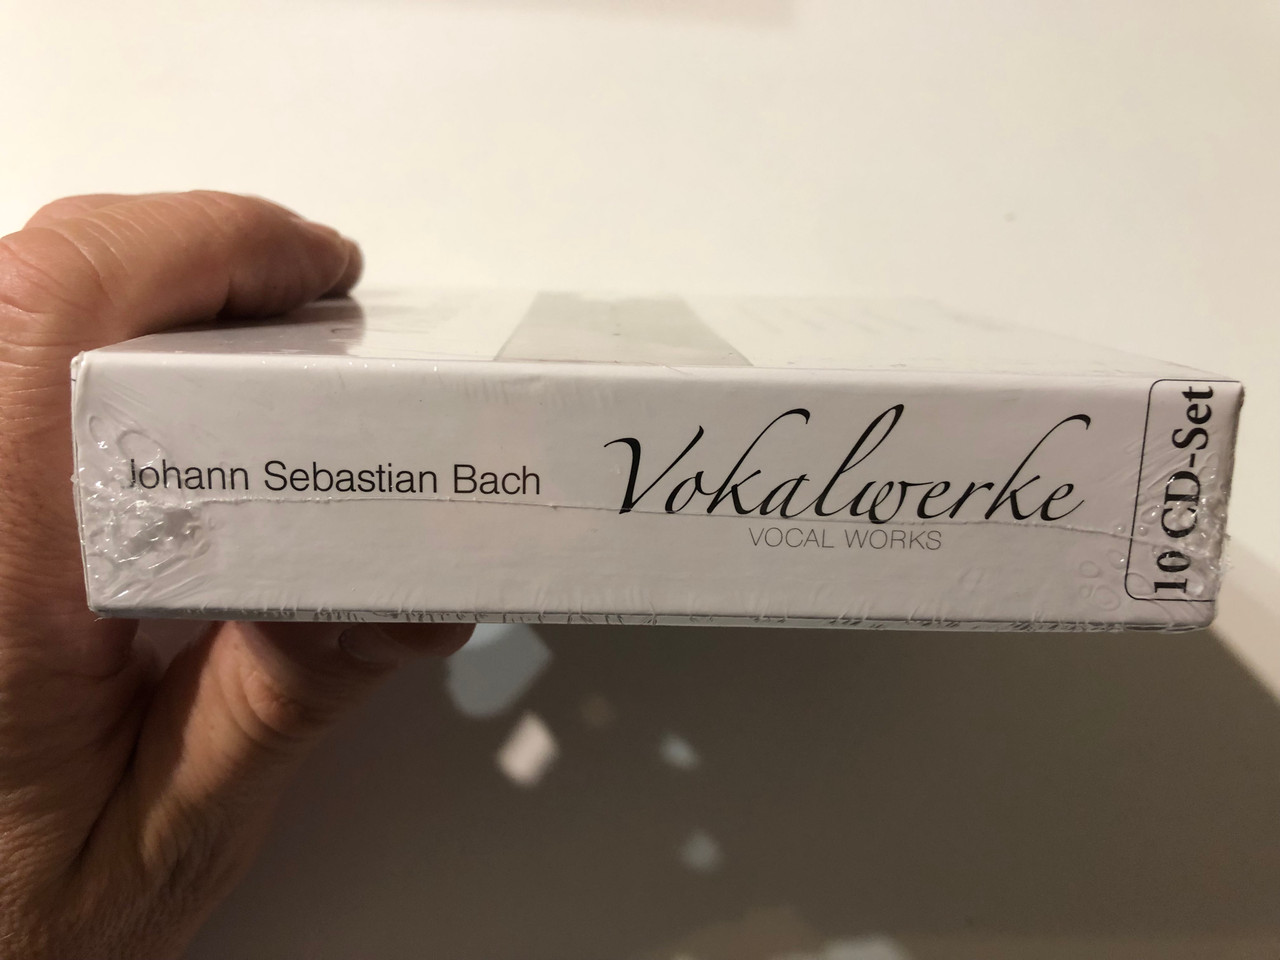 Johann Sebastian Bach
Vokalwerke
VOCAL WORKS
10 CD-Set